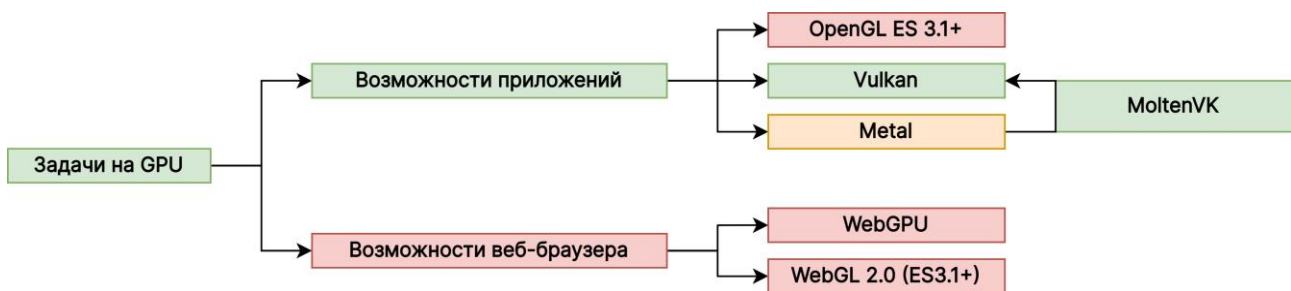 OpenGL ES 3.1+
Возможности приложений
Vulkan
MoltenVK
Metal
Задачи на GPU
WebGPU
Возможности веб-браузера
WebGL 2.0 (ES3.1+)